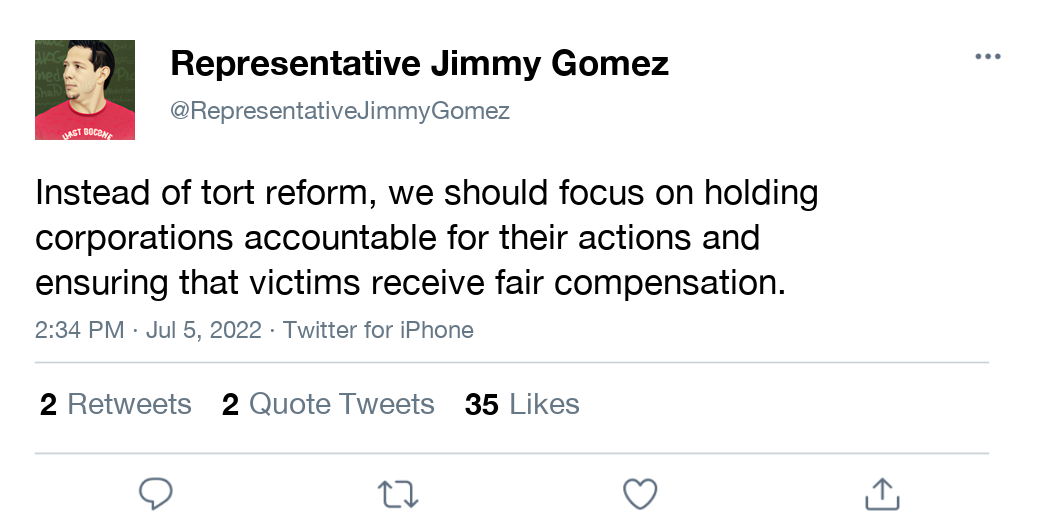 Representative Jimmy Gomez
@RepresentativeJimmyGomez
Instead of tort reform, we should focus on holding
corporations accountable for their actions and
ensuring that victims receive fair compensation.
2:34 PM · Jul 5, 2022 · Twitter for iPhone
2 Retweets 2 Quote Tweets 35 Likes